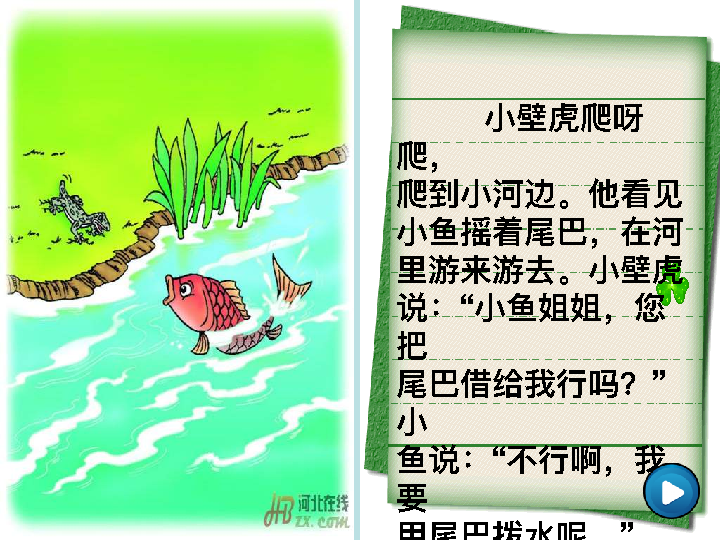 小壁虎爬呀
爬，
爬到小河边。他看见
小鱼摇着尾巴，在河
里游来游去。小壁虎
说：“小鱼姐姐，您
把
尾巴借给我行吗？”
小
鱼说：“不行啊，我
要
用尾巴拨水呢。”
HB 河北在线
ZX.COM